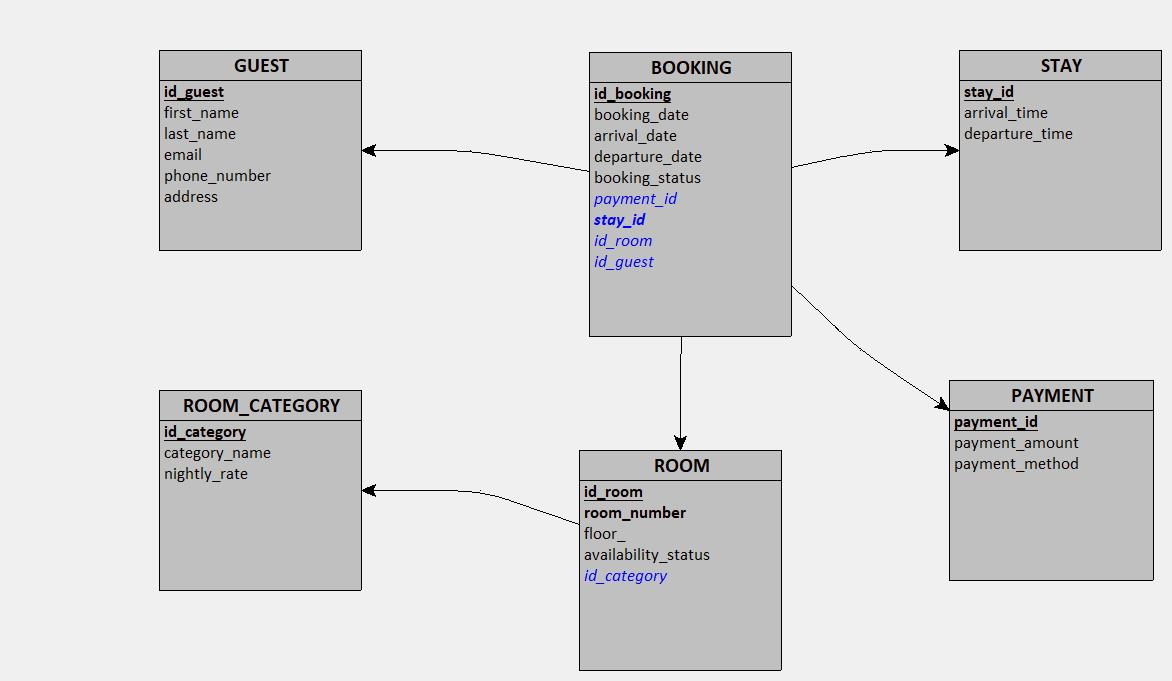 GUEST
id_guest
first_name
last_name
email
phone_number
address
BOOKING
id_booking
booking_date
arrival_date
departure_date
booking_status
payment_id
stay_id
id_room
id_guest
STAY
stay_id
arrival_time
departure_time
ROOM_CATEGORY
id_category
category_name
nightly_rate
ROOM
id_room
room_number
floor_
availability_status
id_category
PAYMENT
payment_id
payment_amount
payment_method